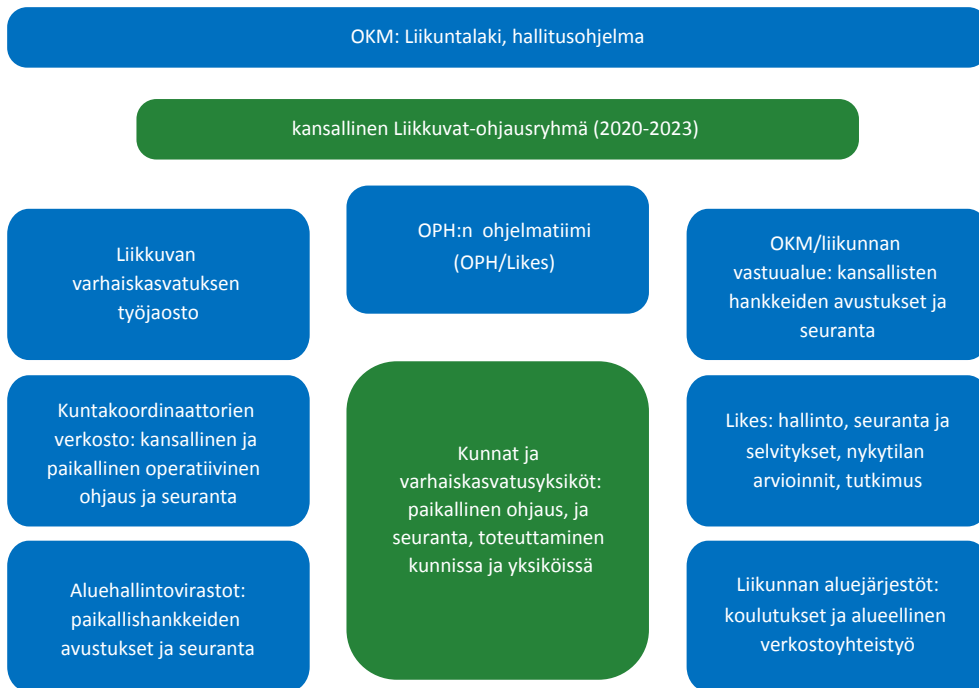 OKM: Liikuntalaki, hallitusohjelma
kansallinen Liikkuvat-ohjausryhmä (2020-2023)
Liikkuvan
varhaiskasvatuksen
työjaosto
OPH:n ohjelmatiimi
(OPH/Likes)
OKM/liikunnan
vastuualue: kansallisten
hankkeiden avustukset ja
seuranta
Kuntakoordinaattorien
verkosto: kansallinen ja
paikallinen operatiivinen
ohjaus ja seuranta
Kunnat ja
varhaiskasvatusyksiköt:
paikallinen ohjaus, ja
seuranta, toteuttaminen
kunnissa ja yksiköissä
Likes: hallinto, seuranta ja
selvitykset, nykytilan
arvioinnit, tutkimus
Aluehallintovirastot:
paikallishankkeiden
avustukset ja seuranta
Liikunnan aluejärjestöt:
koulutukset ja alueellinen
verkostoyhteistyö